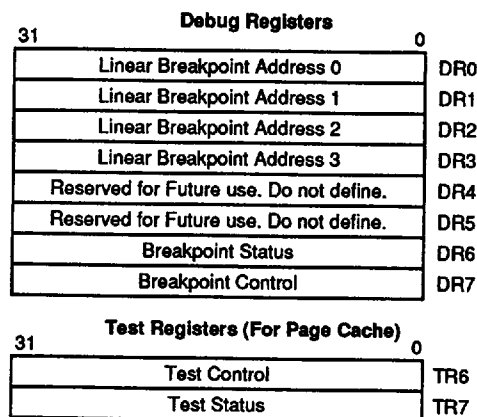 Debug Registers
31 0
Linear Breakpoint Address 0 DR0
Linear Breakpoint Address 1 DR1
Linear Breakpoint Address 2 DR2
Linear Breakpoint Address 3 DR3
Reserved for Future use. Do not define. DR4
Reserved for Future use. Do not define. DR5
Breakpoint Status DR6
Breakpoint Control DR7
Test Registers (For Page Cache)
31 0
Test Control TR6
Test Status TR7